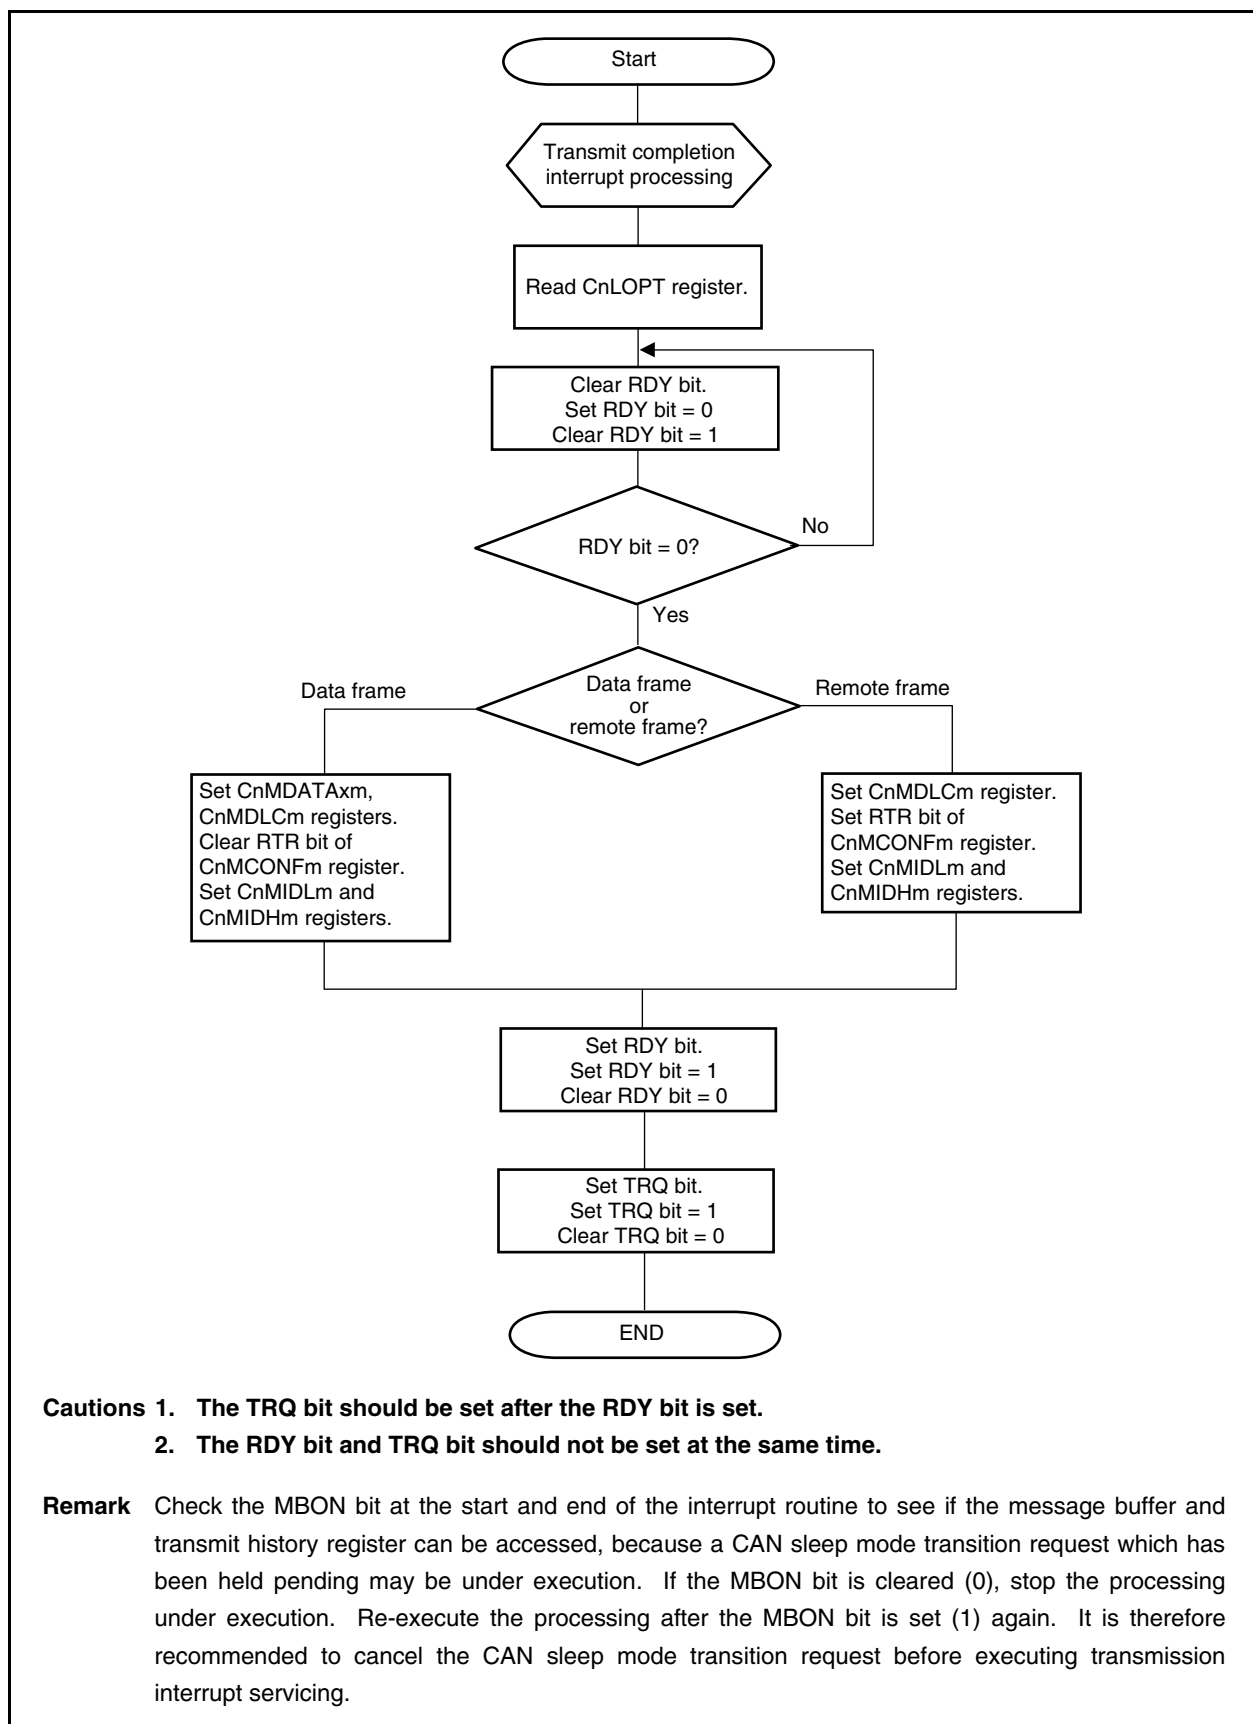 Start
Transmit completion
interrupt processing
Read CnLOPT register.
Clear RDY bit.
Set RDY bit = 0
Clear RDY bit = 1
RDY bit = 0?
No
Yes
Data frame
Data frame
or
remote frame?
Remote frame
Set CnMDATAxm,
CnMDLCm registers.
Clear RTR bit of
CnMCONFm register.
Set CnMIDLm and
CnMIDHm registers.
Set CnMDLCm register.
Set RTR bit of
CnMCONFm register.
Set CnMIDLm and
CnMIDHm registers.
Set RDY bit.
Set RDY bit = 1
Clear RDY bit = 0
Set TRQ bit.
Set TRQ bit = 1
Clear TRQ bit = 0
END
Cautions 1. The TRQ bit should be set after the RDY bit is set.
2. The RDY bit and TRQ bit should not be set at the same time.
Remark Check the MBON bit at the start and end of the interrupt routine to see if the message buffer and
transmit history register can be accessed, because a CAN sleep mode transition request which has
been held pending may be under execution. If the MBON bit is cleared (0), stop the processing
under execution. Re-execute the processing after the MBON bit is set (1) again. It is therefore
recommended to cancel the CAN sleep mode transition request before executing transmission
interrupt servicing.